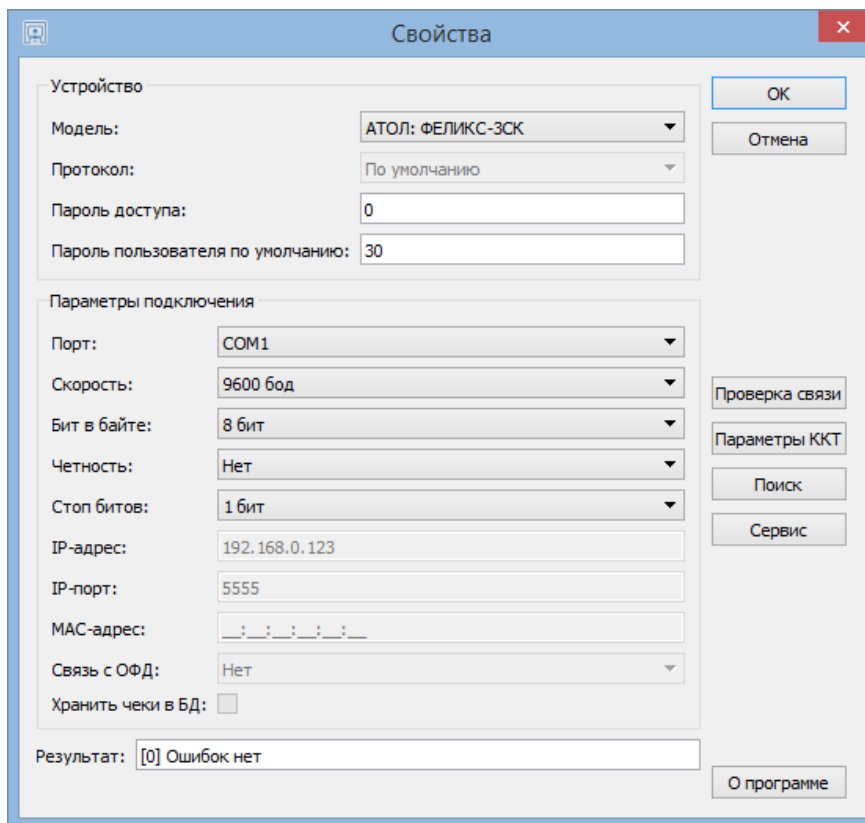 Свойства
Устройство
Модель: АТОЛ: ФЕЛИКС-3СК
Протокол: По умолчанию
Пароль доступа: 0
Пароль пользователя по умолчанию: 30
OK
Отмена
Параметры подключения
Порт: COM1
Скорость: 9600 бод
Бит в байте: 8 бит
Четность: Нет
Стоп битов: 1 бит
IP-адрес: 192.168.0.123
IP-порт: 5555
MAC-адрес: __:__:__:__:__:__
Связь с ОФД: Нет
Хранить чеки в БД:
Проверка связи
Параметры ККТ
Поиск
Сервис
Результат: [0] Ошибок нет
О программе